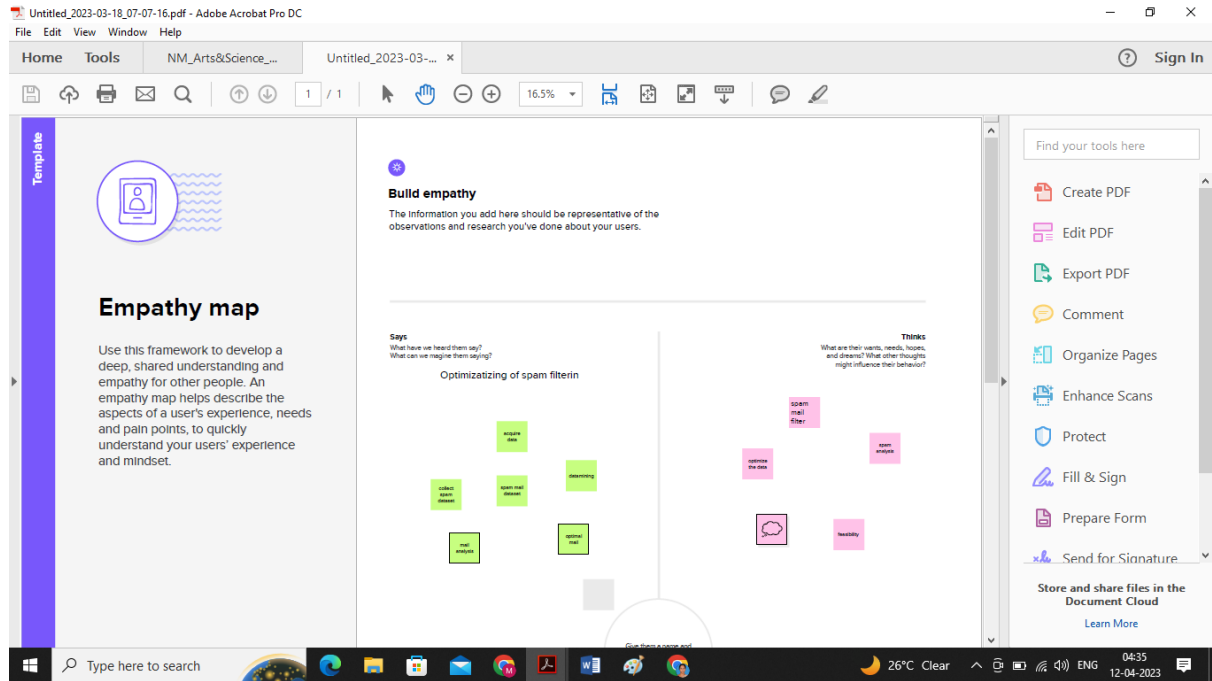 Untitled_2023-03-18_07-07-16.pdf - Adobe Acrobat Pro DC
File Edit View Window Help
Home Tools NM_Arts&Science_... Untitled_2023-03-... × Sign In
1 / 1 16.5%
Template
Empathy map
Use this framework to develop a
deep, shared understanding and
empathy for other people. An
empathy map helps describe the
aspects of a user's experience, needs
and pain points, to quickly
understand your users' experience
and mindset.
Build empathy
The information you add here should be representative of the
observations and research you've done about your users.
Says
What have we heard them say?
What can we magine them saying?
Optimizatizing of spam filterin
acquire
data
datamining
collect
spam
dataset
spam mail
dataset
mail
analysis
optimal
mail
Thinks
What are their wants, needs, hopes,
and dreams? What other thoughts
might influence their behavior?
spam
mail
filter
spam
analysis
optimize
the data
feasibility
Give them a name and
Find your tools here
Create PDF
Edit PDF
Export PDF
Comment
Organize Pages
Enhance Scans
Protect
Fill & Sign
Prepare Form
Send for Signature
Store and share files in the
Document Cloud
Learn More
Type here to search
26°C Clear
ENG
04:35
12-04-2023